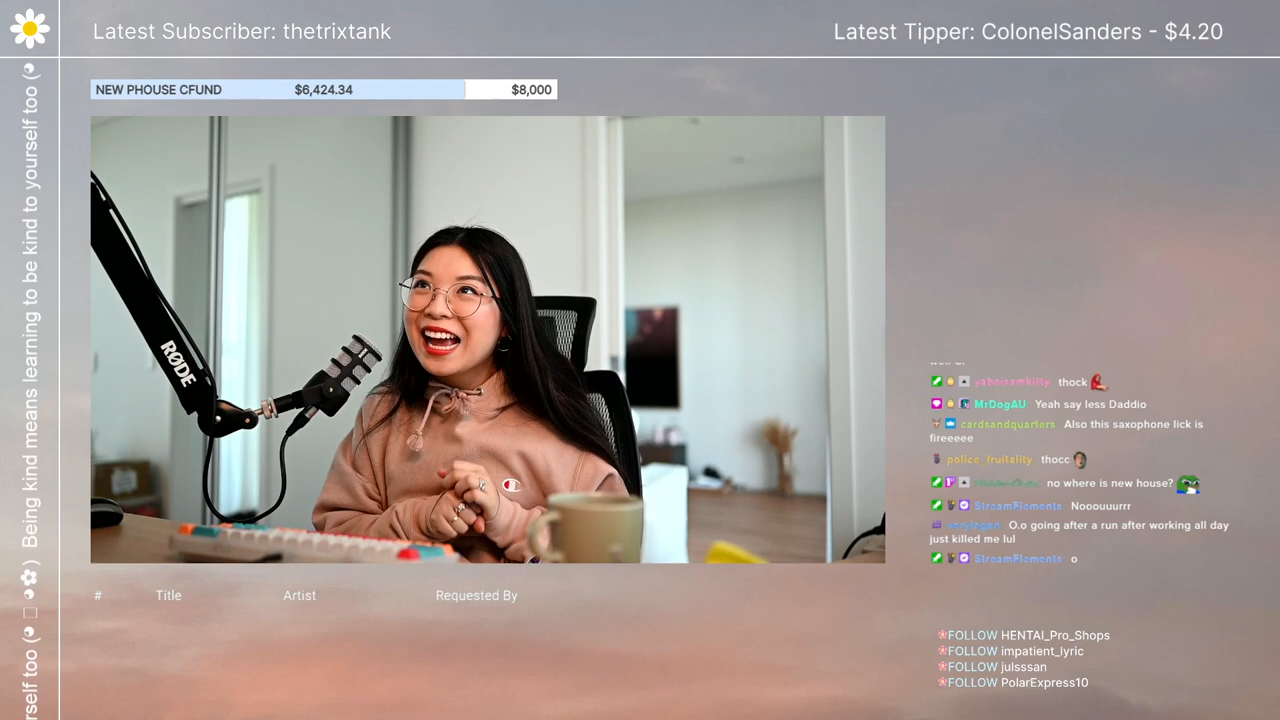 Latest Subscriber: thetrixtank
Latest Tipper: ColonelSanders - $4.20
NEW PHOUSE CFUND $6,424.34 $8,000
Being kind means learning to be kind to yourself too
rself too
RØDE
yaboisamkitty thock
MrDogAU: Yeah say less Daddio
cardsandquarters Also this saxophone lick is
fireeeee
police_fruitality thocc
no where is new house?
StreamElements Nooouuurrr
O.o going after a run after working all day
just killed me lul
StreamElements o
# Title Artist Requested By
FOLLOW HENTAI_Pro_Shops
FOLLOW impatient_lyric
FOLLOW julsssan
FOLLOW PolarExpress10